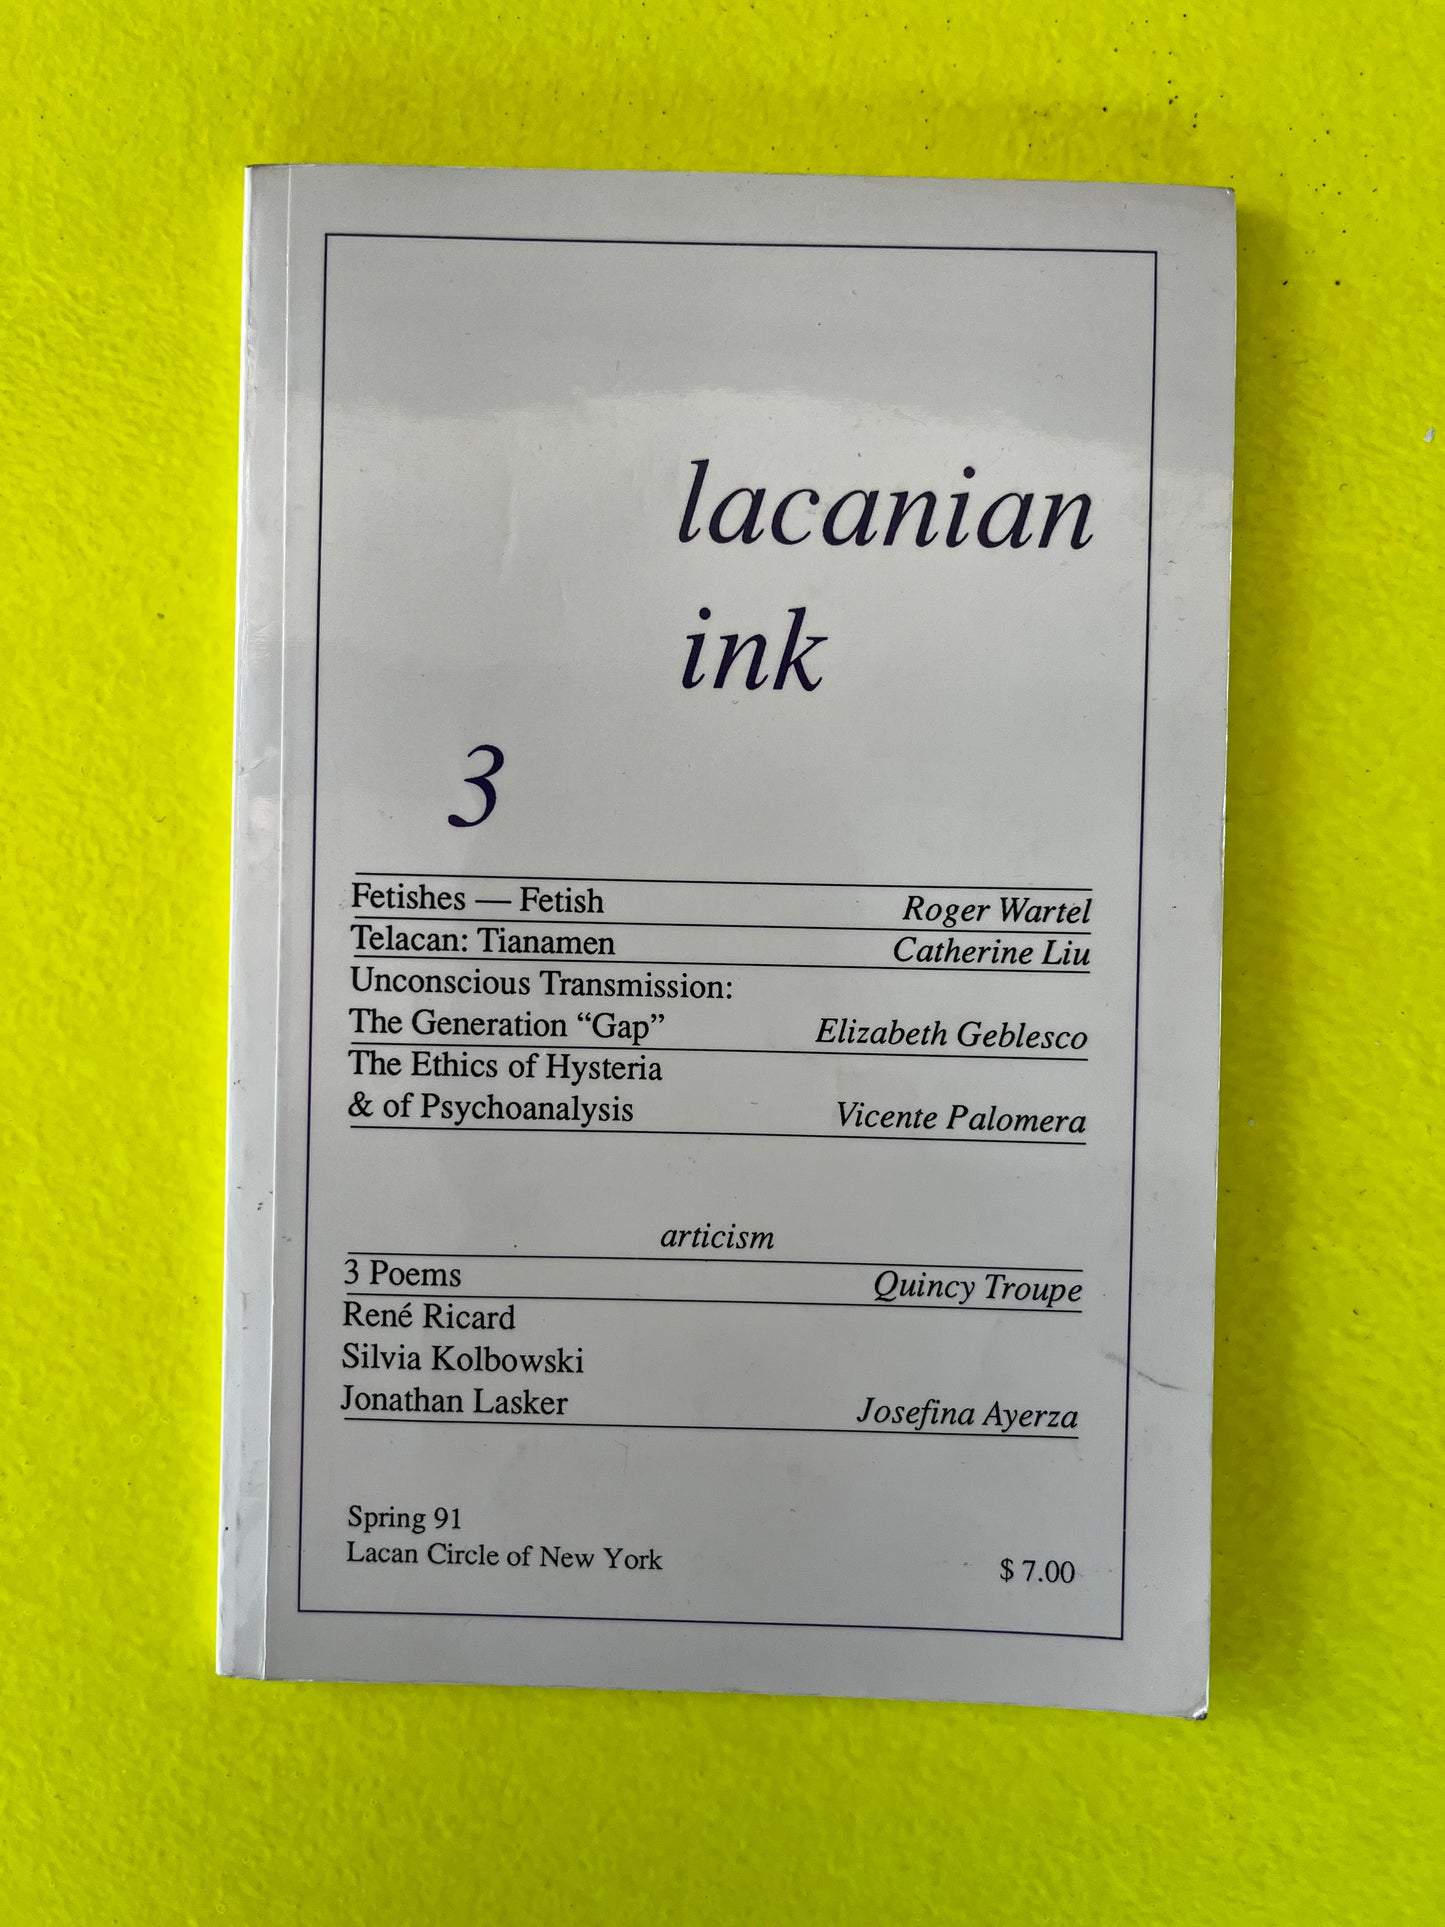 lacanian
ink
3
Fetishes — Fetish Roger Wartel
Telacan: Tianamen Catherine Liu
Unconscious Transmission:
The Generation “Gap” Elizabeth Geblesco
The Ethics of Hysteria
& of Psychoanalysis Vicente Palomera
articism
3 Poems Quincy Troupe
René Ricard
Silvia Kolbowski
Jonathan Lasker Josefina Ayerza
Spring 91
Lacan Circle of New York $ 7.00